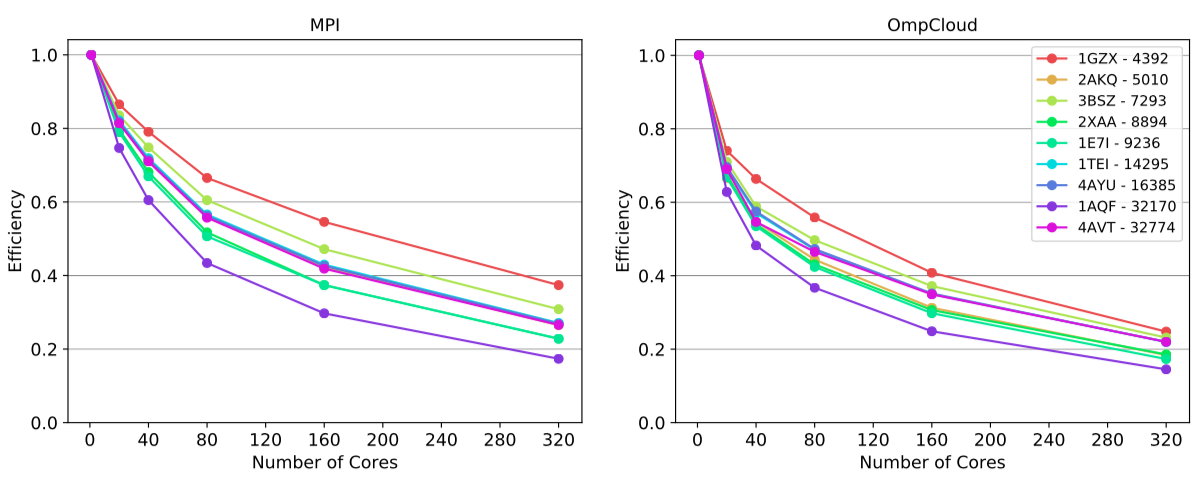 MPI
1.0
0.8
0.6
0.4
0.2
0.0
Efficiency
0 40 80 120 160 200 240 280 320
Number of Cores
OmpCloud
1.0
0.8
0.6
0.4
0.2
0.0
Efficiency
1GZX - 4392
2AKQ - 5010
3BSZ - 7293
2XAA - 8894
1E7I - 9236
1TEI - 14295
4AYU - 16385
1AQF - 32170
4AVT - 32774
0 40 80 120 160 200 240 280 320
Number of Cores